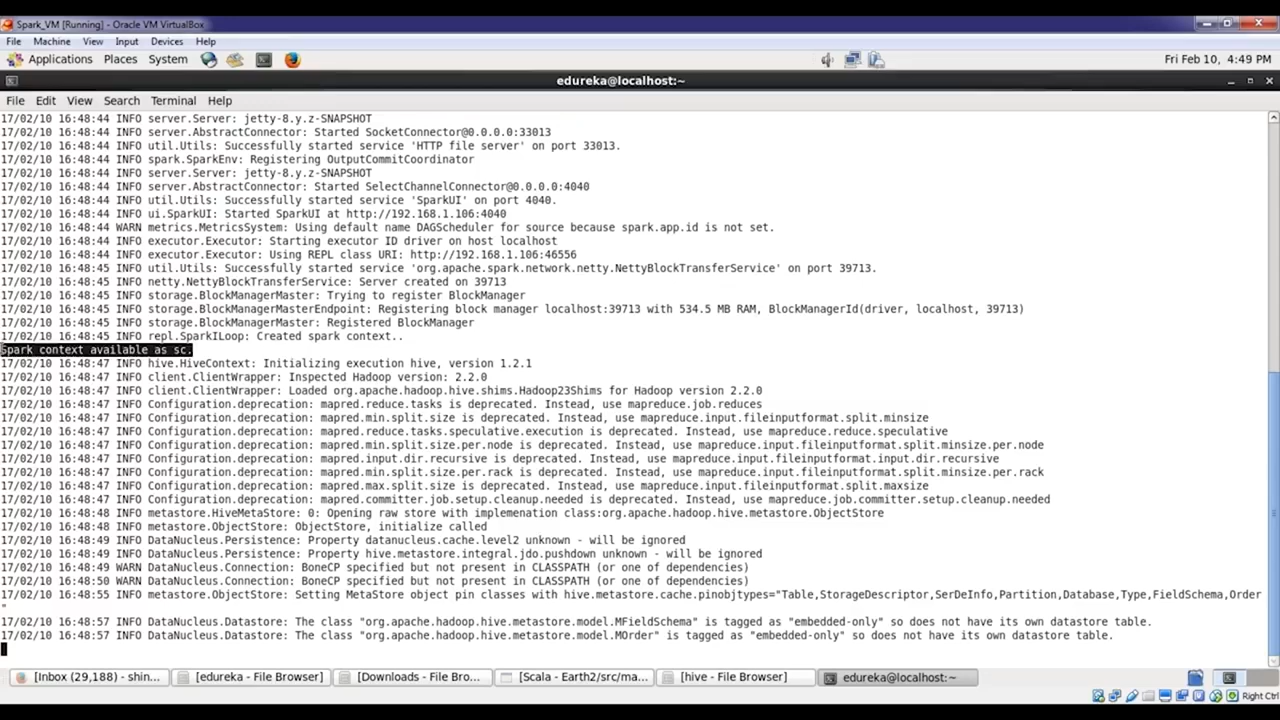 Spark_VM [Running] - Oracle VM VirtualBox
File Machine View Input Devices Help
Applications Places System Fri Feb 10, 4:49 PM
edureka@localhost:~
File Edit View Search Terminal Help
17/02/10 16:48:44 INFO server.Server: jetty-8.y.z-SNAPSHOT
17/02/10 16:48:44 INFO server.AbstractConnector: Started SocketConnector@0.0.0.0:33013
17/02/10 16:48:44 INFO util.Utils: Successfully started service 'HTTP file server' on port 33013.
17/02/10 16:48:44 INFO spark.SparkEnv: Registering OutputCommitCoordinator
17/02/10 16:48:44 INFO server.Server: jetty-8.y.z-SNAPSHOT
17/02/10 16:48:44 INFO server.AbstractConnector: Started SelectChannelConnector@0.0.0.0:4040
17/02/10 16:48:44 INFO util.Utils: Successfully started service 'SparkUI' on port 4040.
17/02/10 16:48:44 INFO ui.SparkUI: Started SparkUI at http://192.168.1.106:4040
17/02/10 16:48:44 WARN metrics.MetricsSystem: Using default name DAGScheduler for source because spark.app.id is not set.
17/02/10 16:48:44 INFO executor.Executor: Starting executor ID driver on host localhost
17/02/10 16:48:44 INFO executor.Executor: Using REPL class URI: http://192.168.1.106:46556
17/02/10 16:48:45 INFO util.Utils: Successfully started service 'org.apache.spark.network.netty.NettyBlockTransferService' on port 39713.
17/02/10 16:48:45 INFO netty.NettyBlockTransferService: Server created on 39713
17/02/10 16:48:45 INFO storage.BlockManagerMaster: Trying to register BlockManager
17/02/10 16:48:45 INFO storage.BlockManagerMasterEndpoint: Registering block manager localhost:39713 with 534.5 MB RAM, BlockManagerId(driver, localhost, 39713)
17/02/10 16:48:45 INFO storage.BlockManagerMaster: Registered BlockManager
17/02/10 16:48:45 INFO repl.SparkILoop: Created spark context..
Spark context available as sc.
17/02/10 16:48:47 INFO hive.HiveContext: Initializing execution hive, version 1.2.1
17/02/10 16:48:47 INFO client.ClientWrapper: Inspected Hadoop version: 2.2.0
17/02/10 16:48:47 INFO client.ClientWrapper: Loaded org.apache.hadoop.hive.shims.Hadoop23Shims for Hadoop version 2.2.0
17/02/10 16:48:47 INFO Configuration.deprecation: mapred.reduce.tasks is deprecated. Instead, use mapreduce.job.reduces
17/02/10 16:48:47 INFO Configuration.deprecation: mapred.min.split.size is deprecated. Instead, use mapreduce.input.fileinputformat.split.minsize
17/02/10 16:48:47 INFO Configuration.deprecation: mapred.reduce.tasks.speculative.execution is deprecated. Instead, use mapreduce.reduce.speculative
17/02/10 16:48:47 INFO Configuration.deprecation: mapred.min.split.size.per.node is deprecated. Instead, use mapreduce.input.fileinputformat.split.minsize.per.node
17/02/10 16:48:47 INFO Configuration.deprecation: mapred.input.dir.recursive is deprecated. Instead, use mapreduce.input.fileinputformat.input.dir.recursive
17/02/10 16:48:47 INFO Configuration.deprecation: mapred.min.split.size.per.rack is deprecated. Instead, use mapreduce.input.fileinputformat.split.minsize.per.rack
17/02/10 16:48:47 INFO Configuration.deprecation: mapred.max.split.size is deprecated. Instead, use mapreduce.input.fileinputformat.split.maxsize
17/02/10 16:48:47 INFO Configuration.deprecation: mapred.committer.job.setup.cleanup.needed is deprecated. Instead, use mapreduce.job.committer.setup.cleanup.needed
17/02/10 16:48:48 INFO metastore.HiveMetaStore: 0: Opening raw store with implemenation class:org.apache.hadoop.hive.metastore.ObjectStore
17/02/10 16:48:48 INFO metastore.ObjectStore: ObjectStore, initialize called
17/02/10 16:48:49 INFO DataNucleus.Persistence: Property datanucleus.cache.level2 unknown - will be ignored
17/02/10 16:48:49 INFO DataNucleus.Persistence: Property hive.metastore.integral.jdo.pushdown unknown - will be ignored
17/02/10 16:48:49 WARN DataNucleus.Connection: BoneCP specified but not present in CLASSPATH (or one of dependencies)
17/02/10 16:48:50 WARN DataNucleus.Connection: BoneCP specified but not present in CLASSPATH (or one of dependencies)
17/02/10 16:48:55 INFO metastore.ObjectStore: Setting MetaStore object pin classes with hive.metastore.cache.pinobjtypes="Table,StorageDescriptor,SerDeInfo,Partition,Database,Type,FieldSchema,Order
"
17/02/10 16:48:57 INFO DataNucleus.Datastore: The class "org.apache.hadoop.hive.metastore.model.MFieldSchema" is tagged as "embedded-only" so does not have its own datastore table.
17/02/10 16:48:57 INFO DataNucleus.Datastore: The class "org.apache.hadoop.hive.metastore.model.MOrder" is tagged as "embedded-only" so does not have its own datastore table.
[Inbox (29,188) - shin... [edureka - File Browser] [Downloads - File Bro... [Scala - Earth2/src/ma... [hive - File Browser] edureka@localhost:~
Right Ctrl